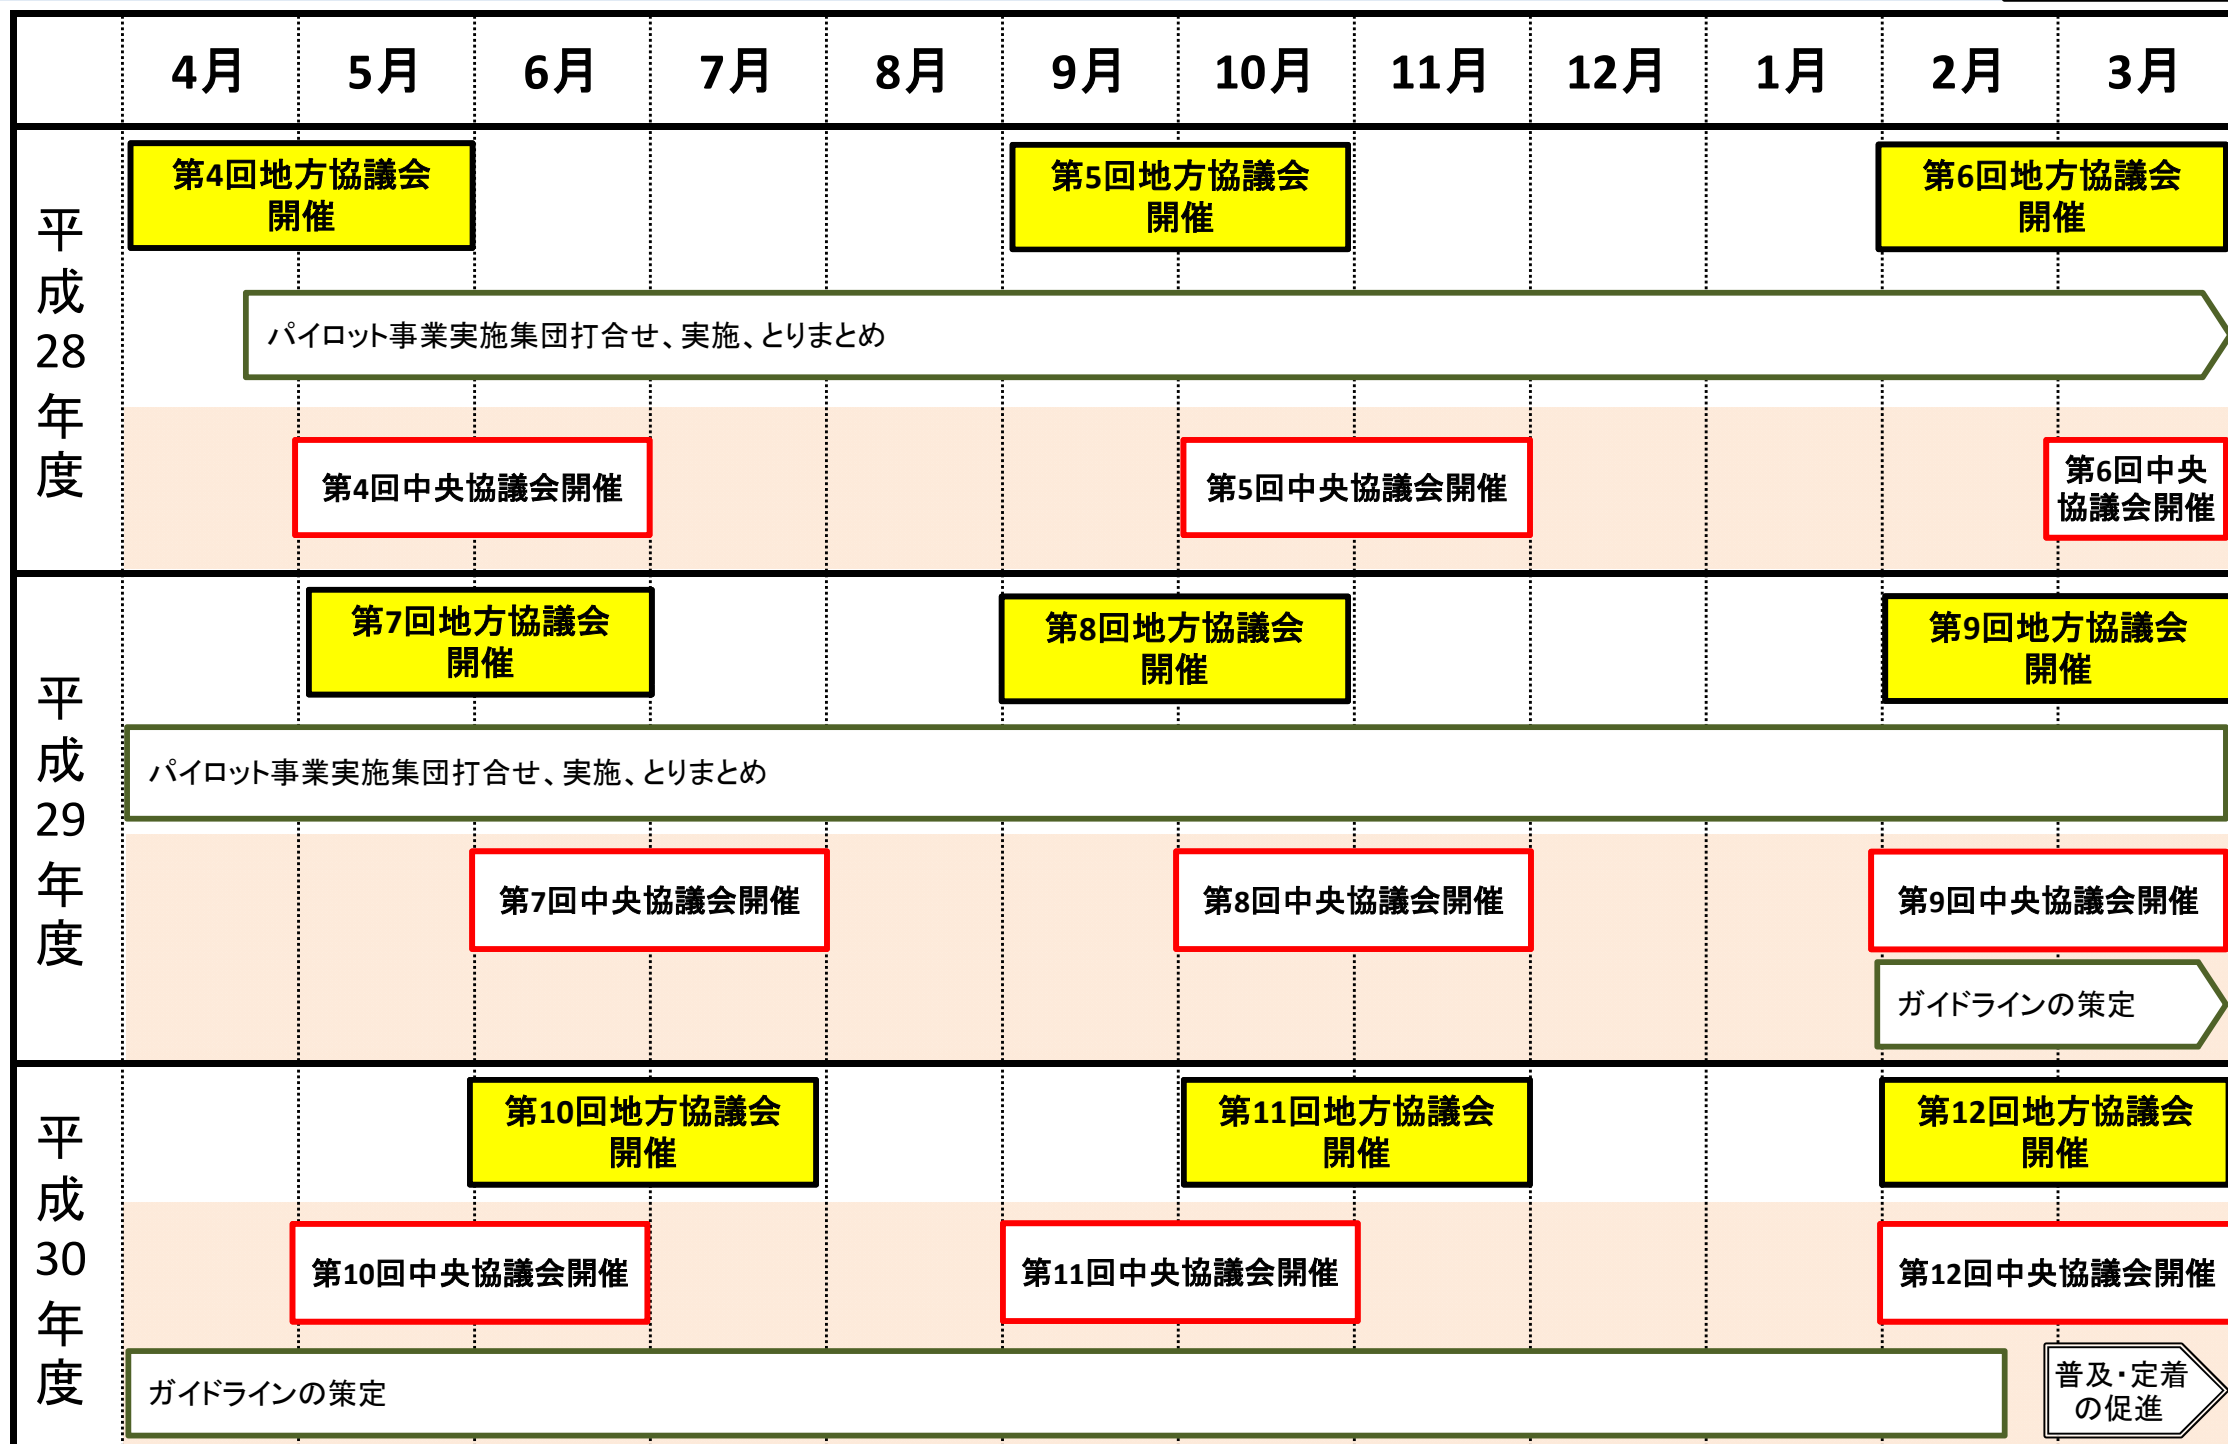 4月 5月 6月 7月 8月 9月 10月 11月 12月 1月 2月 3月
平成28年度
第4回地方協議会
開催
第5回地方協議会
開催
第6回地方協議会
開催
パイロット事業実施集団打合せ、実施、とりまとめ
第4回中央協議会開催
第5回中央協議会開催
第6回中央
協議会開催
平成29年度
第7回地方協議会
開催
第8回地方協議会
開催
第9回地方協議会
開催
パイロット事業実施集団打合せ、実施、とりまとめ
第7回中央協議会開催
第8回中央協議会開催
第9回中央協議会開催
ガイドラインの策定
平成30年度
第10回地方協議会
開催
第11回地方協議会
開催
第12回地方協議会
開催
第10回中央協議会開催
第11回中央協議会開催
第12回中央協議会開催
ガイドラインの策定
普及・定着
の促進